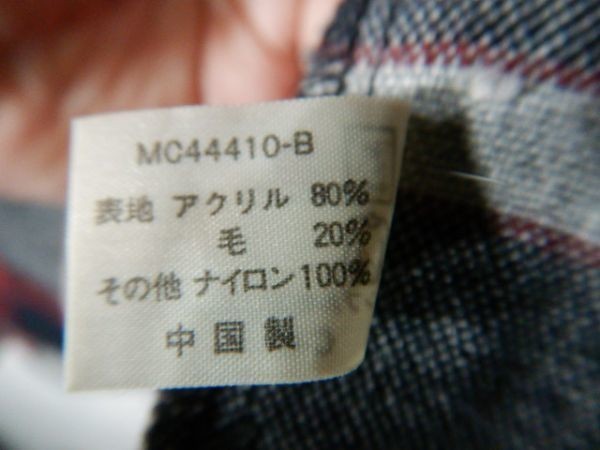 MC44410-B
表地 アクリル 80%
毛 20%
その他 ナイロン100%
中国製